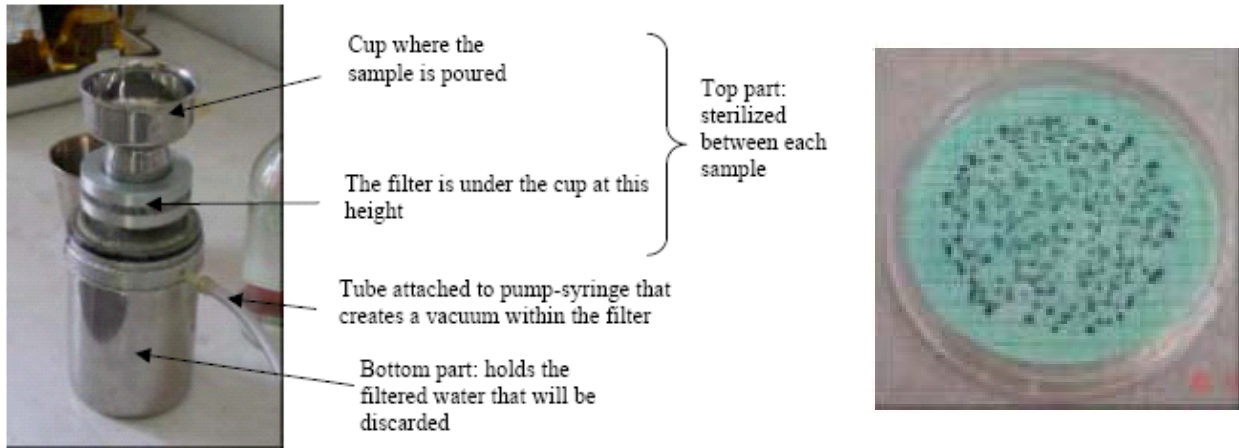 Cup where the
sample is poured
Top part:
sterilized
between each
sample
The filter is under the cup at this
height
Tube attached to pump-syringe that
creates a vacuum within the filter
Bottom part: holds the
filtered water that will be
discarded